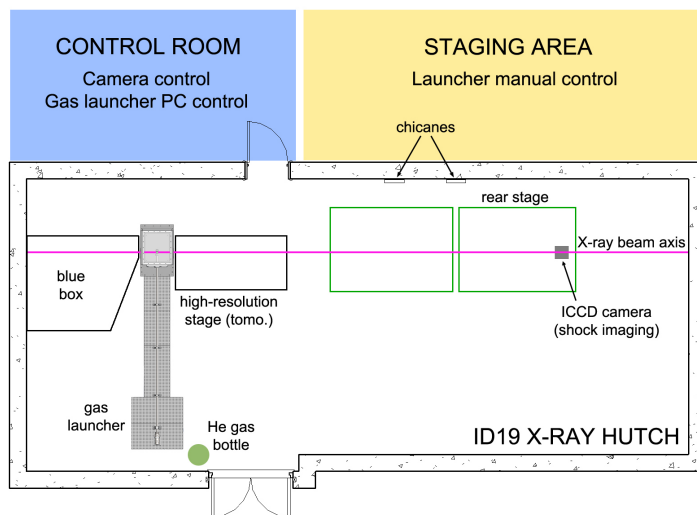 CONTROL ROOM
Camera control
Gas launcher PC control
STAGING AREA
Launcher manual control
chicanes
rear stage
X-ray beam axis
blue
box
high-resolution
stage (tomo.)
ICCD camera
(shock imaging)
gas
launcher
He gas
bottle
ID19 X-RAY HUTCH